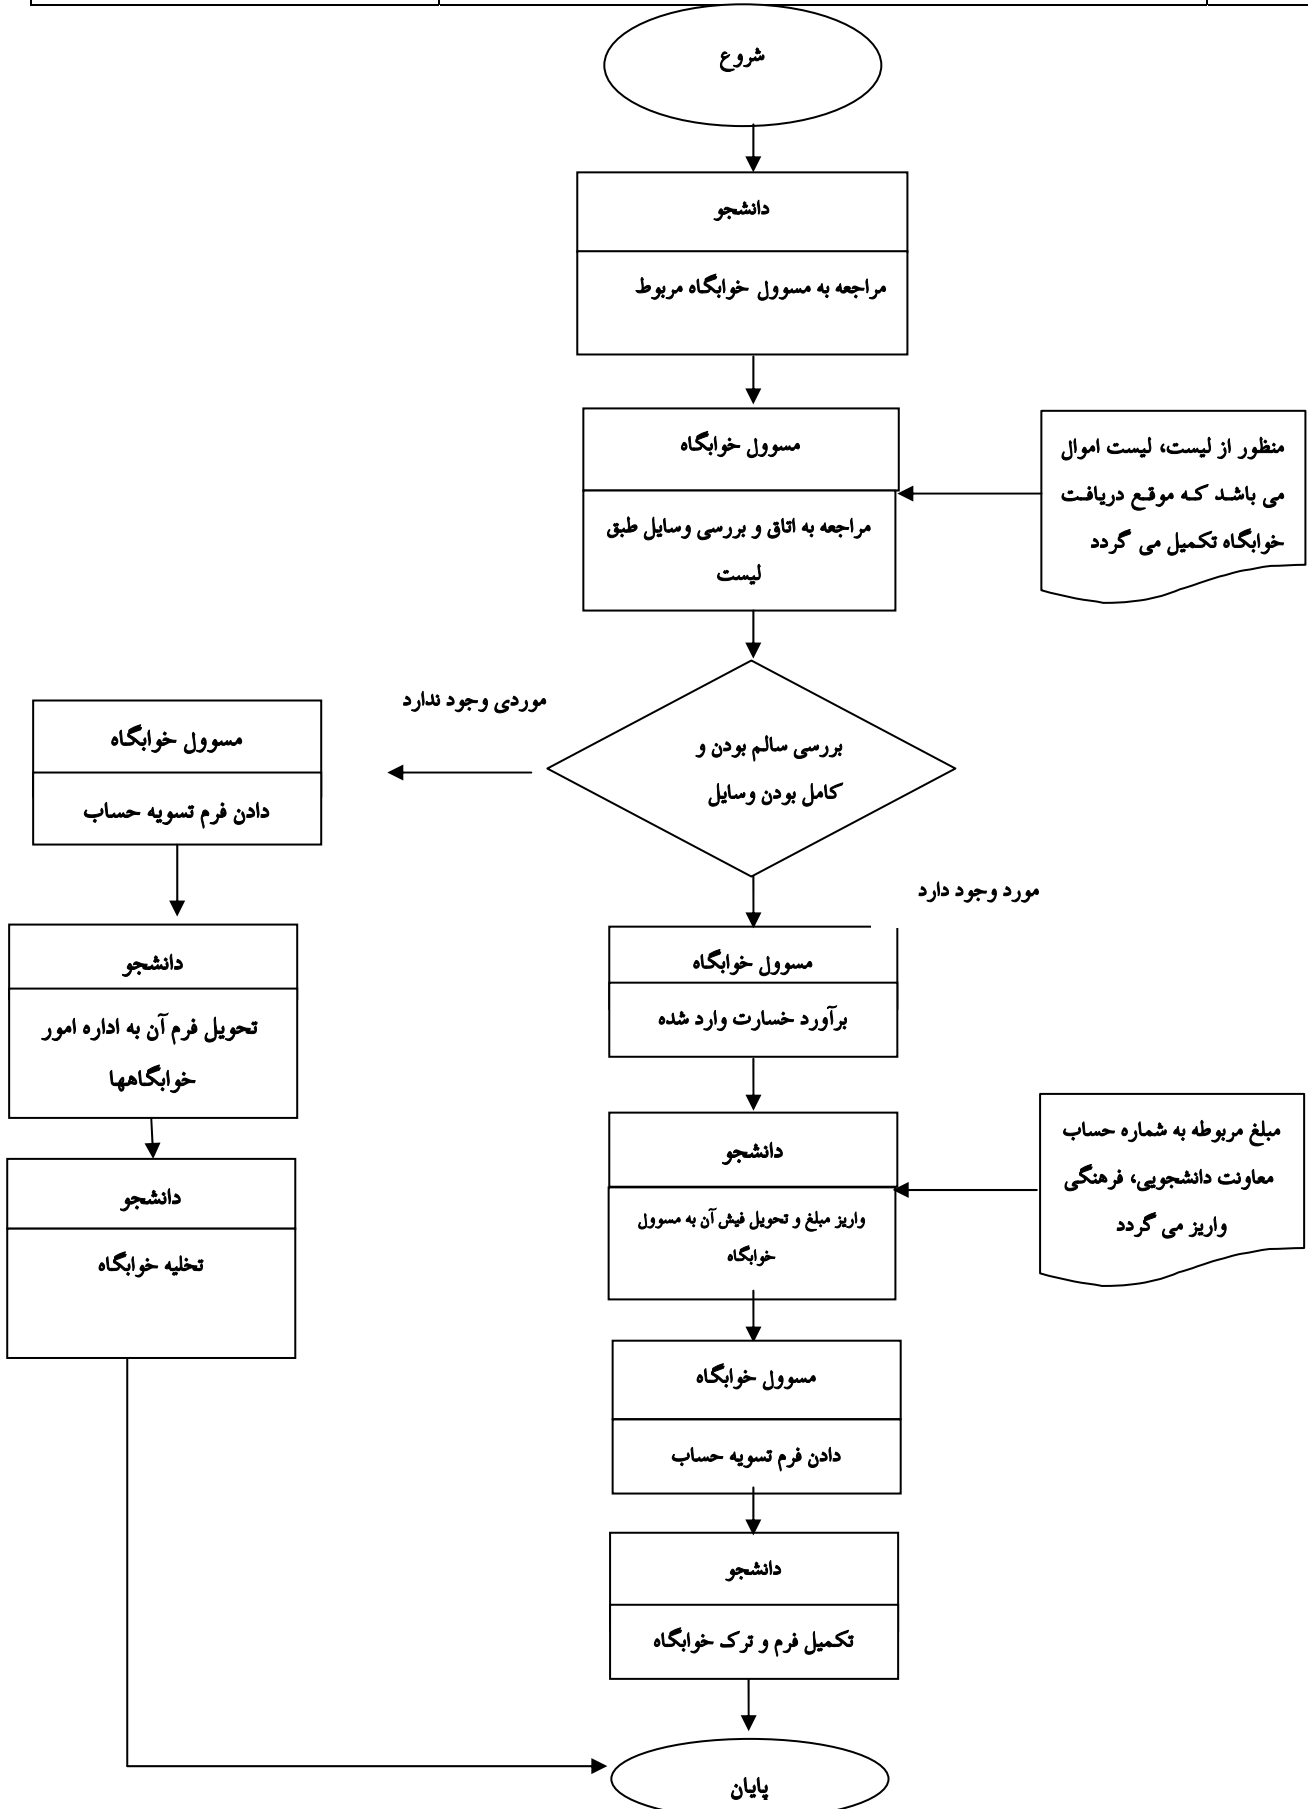 شروع
دانشجو
مراجعه به مسوول خوابگاه مربوط
مسوول خوابگاه
مراجعه به اتاق و بررسی وسایل طبق
لیست
منظور از لیست، لیست اموال
می باشد که موقع دریافت
خوابگاه تکمیل می گردد
بررسی سالم بودن و
کامل بودن وسایل
موردی وجود ندارد
مسوول خوابگاه
دادن فرم تسویه حساب
دانشجو
تحویل فرم آن به اداره امور
خوابگاهها
دانشجو
تخلیه خوابگاه
مورد وجود دارد
مسوول خوابگاه
برآورد خسارت وارد شده
دانشجو
واریز مبلغ و تحویل فیش آن به مسوول
خوابگاه
مبلغ مربوطه به شماره حساب
معاونت دانشجویی، فرهنگی
واریز می گردد
مسوول خوابگاه
دادن فرم تسویه حساب
دانشجو
تکمیل فرم و ترک خوابگاه
پایان